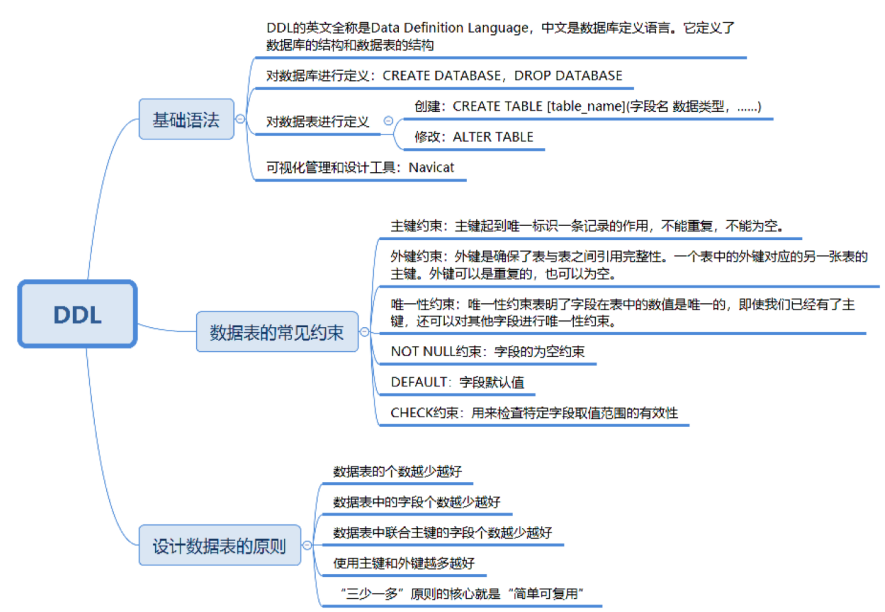 DDL
基础语法
DDL的英文全称是Data Definition Language，中文是数据库定义语言。它定义了
数据库的结构和数据表的结构
对数据库进行定义：CREATE DATABASE，DROP DATABASE
对数据表进行定义
创建：CREATE TABLE [table_name](字段名 数据类型，......)
修改：ALTER TABLE
可视化管理和设计工具：Navicat
数据表的常见约束
主键约束：主键起到唯一标识一条记录的作用，不能重复，不能为空。
外键约束：外键是确保了表与表之间引用完整性。一个表中的外键对应的另一张表的
主键。外键可以是重复的，也可以为空。
唯一性约束：唯一性约束表明了字段在表中的数值是唯一的，即使我们已经有了主
键，还可以对其他字段进行唯一性约束。
NOT NULL约束：字段的为空约束
DEFAULT：字段默认值
CHECK约束：用来检查特定字段取值范围的有效性
设计数据表的原则
数据表的个数越少越好
数据表中的字段个数越少越好
数据表中联合主键的字段个数越少越好
使用主键和外键越多越好
“三少一多”原则的核心就是“简单可复用”